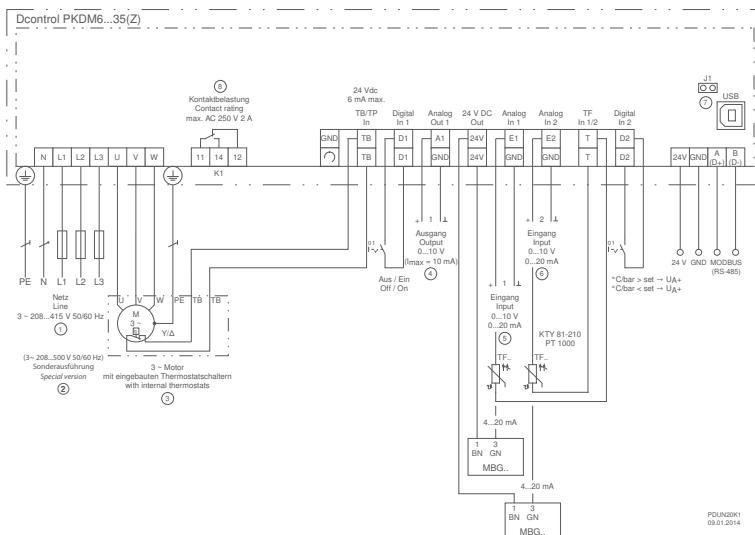 Dcontrol PKDM6...35(Z)
8
Kontaktbelastung
Contact rating
max. AC 250 V 2 A
24 Vdc
6 mA max.
TB/TP
In
Digital
In 1
Analog
Out 1
24 V DC
Out
Analog
In 1
Analog
In 2
TF
In 1/2
Digital
In 2
J1
7
USB
GND TB D1 A1 24V E1 E2 T D2
N L1 L2 L3 U V W
11 14 12
TB D1 GND 24V GND GND T D2
24V GND A (D+) B (D-)
K1
PE N L1 L2 L3
Netz
Line
3 ~ 208...415 V 50/60 Hz
1
(3~ 208...500 V 50/60 Hz)
Sonderausführung
Special version
2
U V W PE TB TB
M
3 ~
Y/Δ
3 ~ Motor
mit eingebauten Thermostatschaltern
with internal thermostats
3
0 1
Aus / Ein
Off / On
+ 1 ⊥
Ausgang
Output
0...10 V
(Imax = 10 mA)
4
+ 1 ⊥
Eingang
Input
0...10 V
0...20 mA
5
+ 2 ⊥
Eingang
Input
0...10 V
0...20 mA
6
KTY 81-210
PT 1000
TF..
TF..
0 1
°C/bar > set → UA+
°C/bar < set → UA+
24 V GND MODBUS
(RS-485)
4...20 mA
1 3
BN GN
MBG..
4...20 mA
1 3
BN GN
MBG..
PDUN20K1
09.01.2014